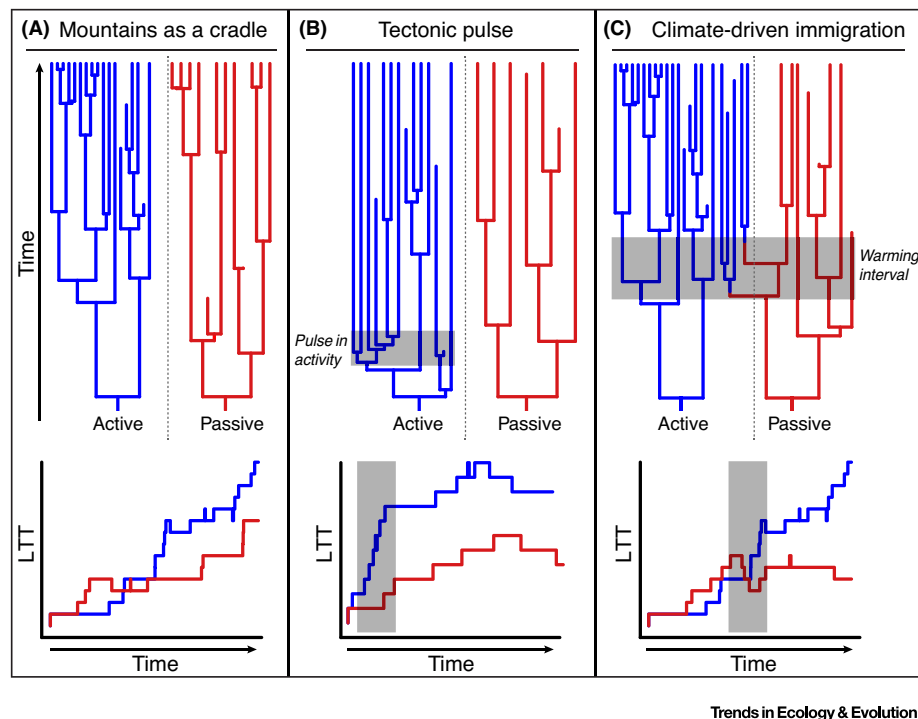 (A) Mountains as a cradle
(B) Tectonic pulse
(C) Climate-driven immigration
Time
Active
Passive
Pulse in
activity
Active
Passive
Warming
interval
Active
Passive
LTT
Time
LTT
Time
LTT
Time
Trends in Ecology & Evolution